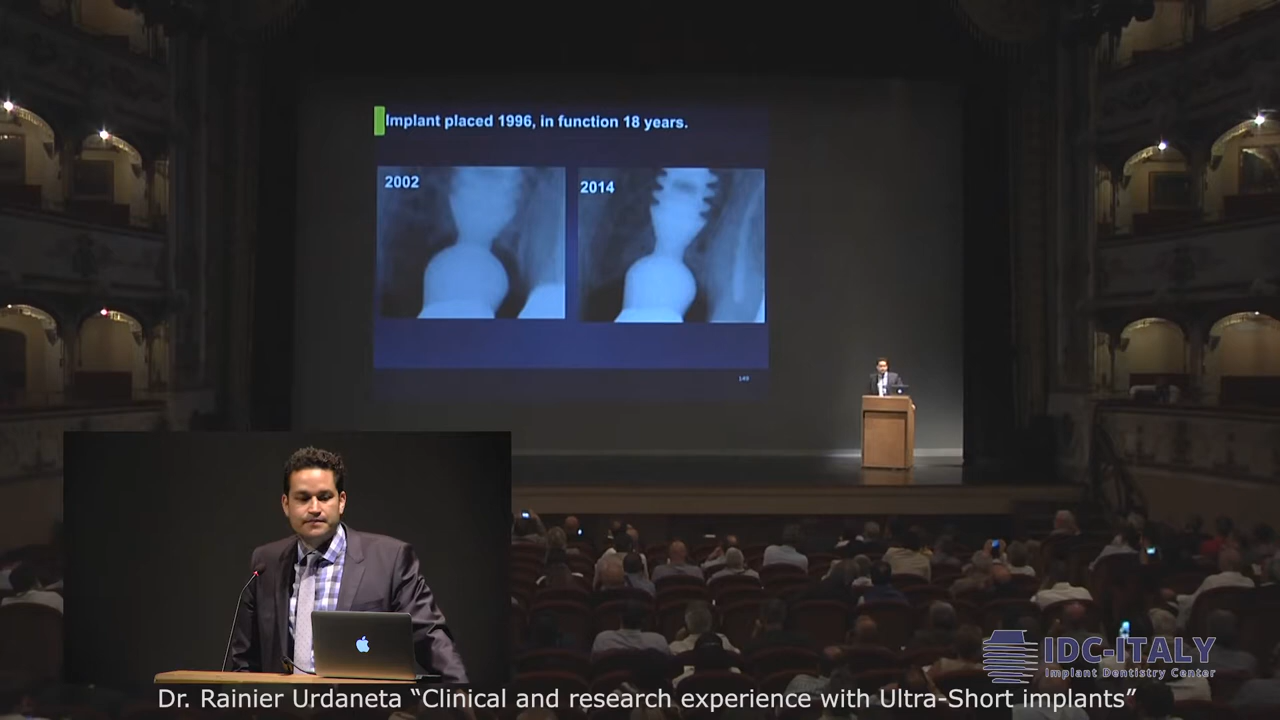 Implant placed 1996, in function 18 years.
2002
2014
149
IDC-ITALY
Implant Dentistry Center
Dr. Rainier Urdaneta “Clinical and research experience with Ultra-Short implants”